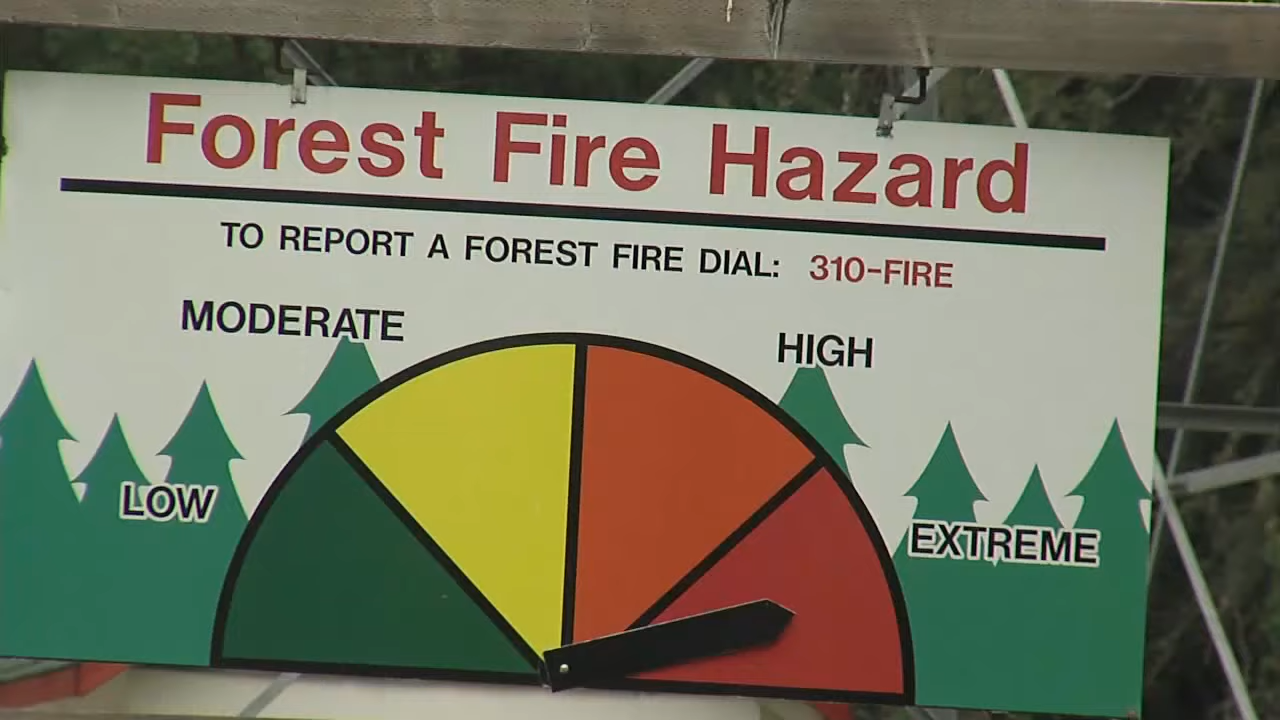 Forest Fire Hazard
TO REPORT A FOREST FIRE DIAL: 310-FIRE
MODERATE
HIGH
LOW
EXTREME